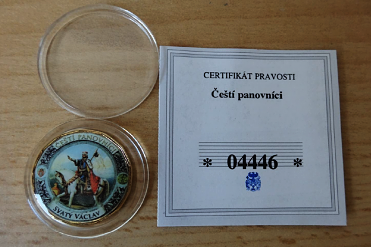 ČEŠTÍ PANOVNÍCI
SVATÝ VÁCLAV
CERTIFIKÁT PRAVOSTI
Čeští panovníci
* 04446 *